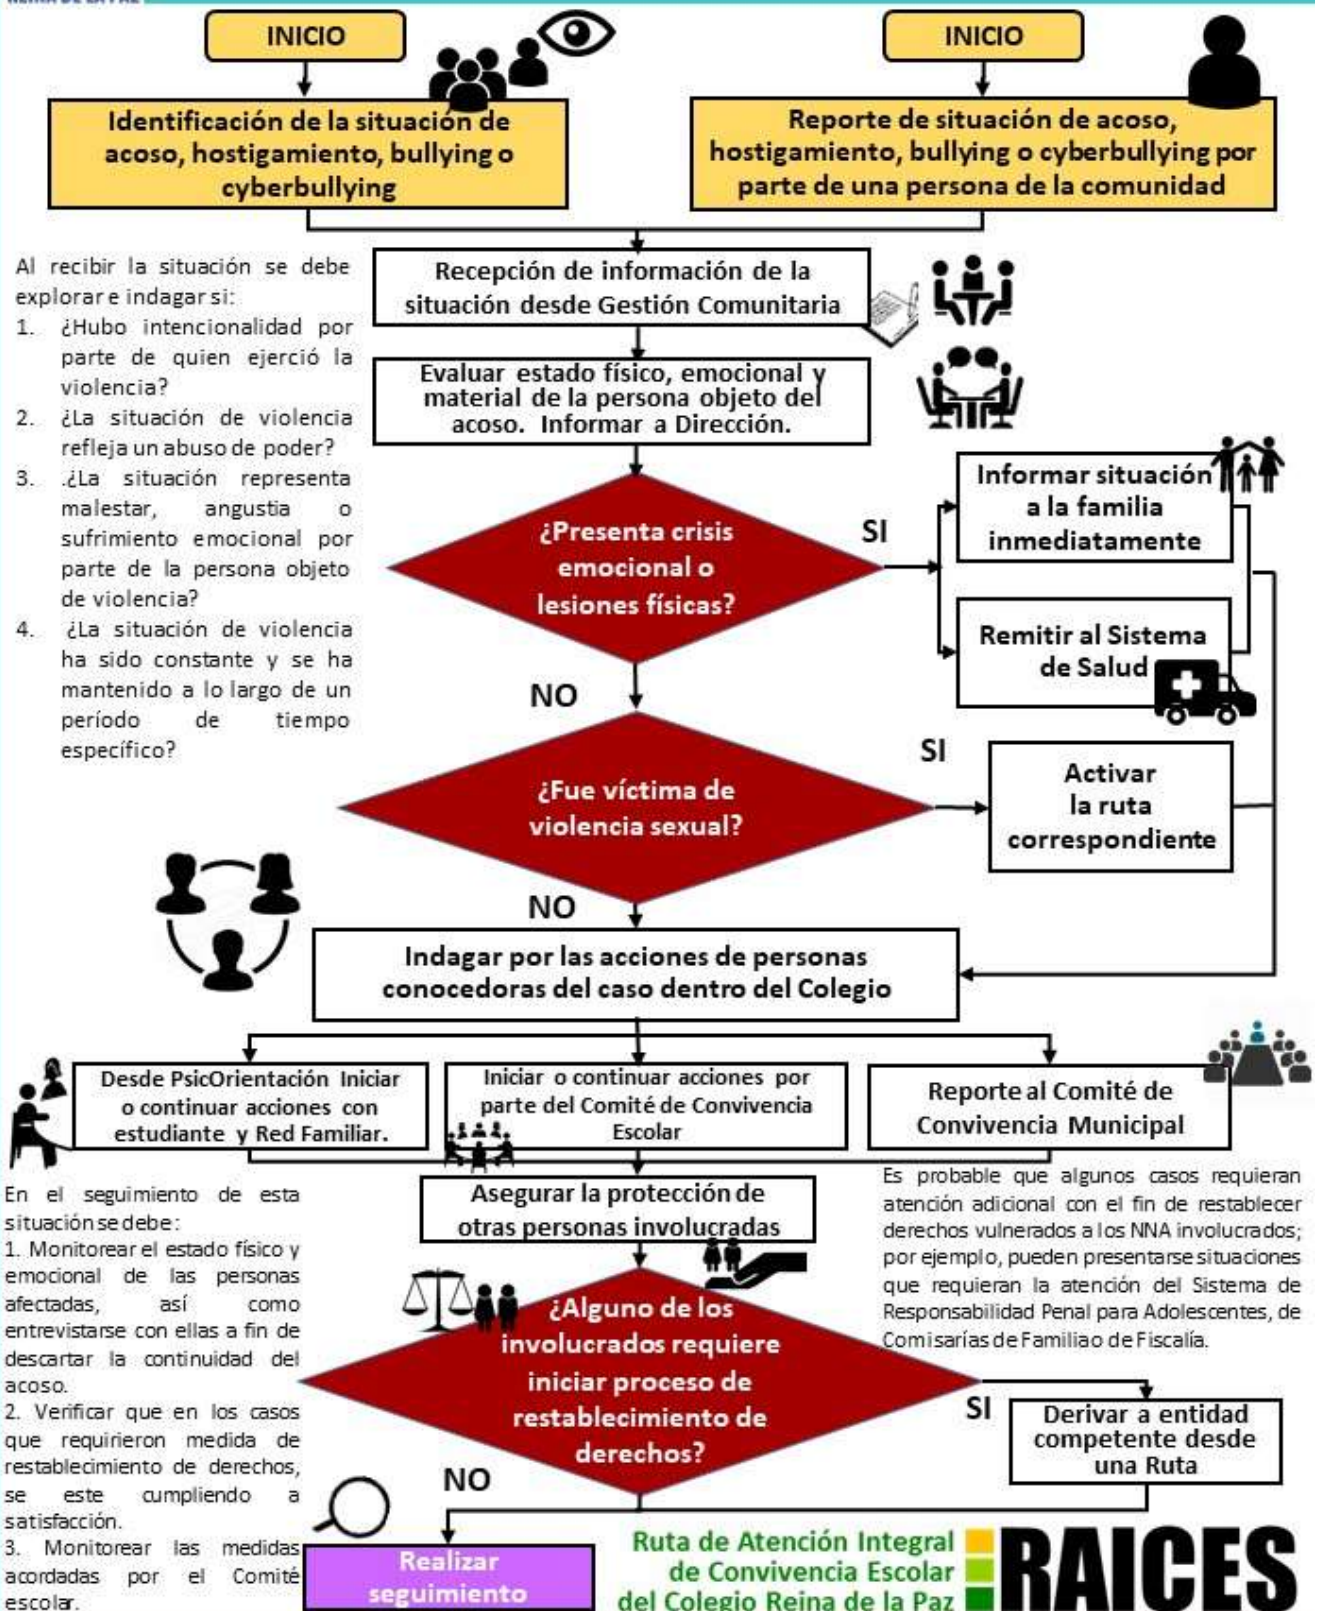 REINA DE LA PAZ
INICIO
INICIO
Identificación de la situación de
acoso, hostigamiento, bullying o
cyberbullying
Reporte de situación de acoso,
hostigamiento, bullying o cyberbullying por
parte de una persona de la comunidad
Al recibir la situación se debe
explorar e indagar si:
1. ¿Hubo intencionalidad por
parte de quien ejerció la
violencia?
2. ¿La situación de violencia
refleja un abuso de poder?
3. .¿La situación representa
malestar, angustia o
sufrimiento emocional por
parte de la persona objeto
de violencia?
4. ¿La situación de violencia
ha sido constante y se ha
mantenido a lo largo de un
período de tiempo
específico?
Recepción de información de la
situación desde Gestión Comunitaria
Evaluar estado físico, emocional y
material de la persona objeto del
acoso. Informar a Dirección.
¿Presenta crisis
emocional o
lesiones físicas?
SI
Informar situación
a la familia
inmediatamente
Remitir al Sistema
de Salud
NO
¿Fue víctima de
violencia sexual?
SI
Activar
la ruta
correspondiente
NO
Indagar por las acciones de personas
conocedoras del caso dentro del Colegio
Desde PsicOrientación Iniciar
o continuar acciones con
estudiante y Red Familiar.
Iniciar o continuar acciones por
parte del Comité de Convivencia
Escolar
Reporte al Comité de
Convivencia Municipal
En el seguimiento de esta
situación se debe:
1. Monitorear el estado físico y
emocional de las personas
afectadas, así como
entrevistarse con ellas a fin de
descartar la continuidad del
acoso.
2. Verificar que en los casos
que requirieron medida de
restablecimiento de derechos,
se este cumpliendo a
satisfacción.
3. Monitorear las medidas
acordadas por el Comité
escolar.
Asegurar la protección de
otras personas involucradas
Es probable que algunos casos requieran
atención adicional con el fin de restablecer
derechos vulnerados a los NNA involucrados;
por ejemplo, pueden presentarse situaciones
que requieran la atención del Sistema de
Responsabilidad Penal para Adolescentes, de
Comisarías de Familia o de Fiscalía.
¿Alguno de los
involucrados requiere
iniciar proceso de
restablecimiento de
derechos?
SI
Derivar a entidad
competente desde
una Ruta
NO
Realizar
seguimiento
Ruta de Atención Integral
de Convivencia Escolar
del Colegio Reina de la Paz
RAICES